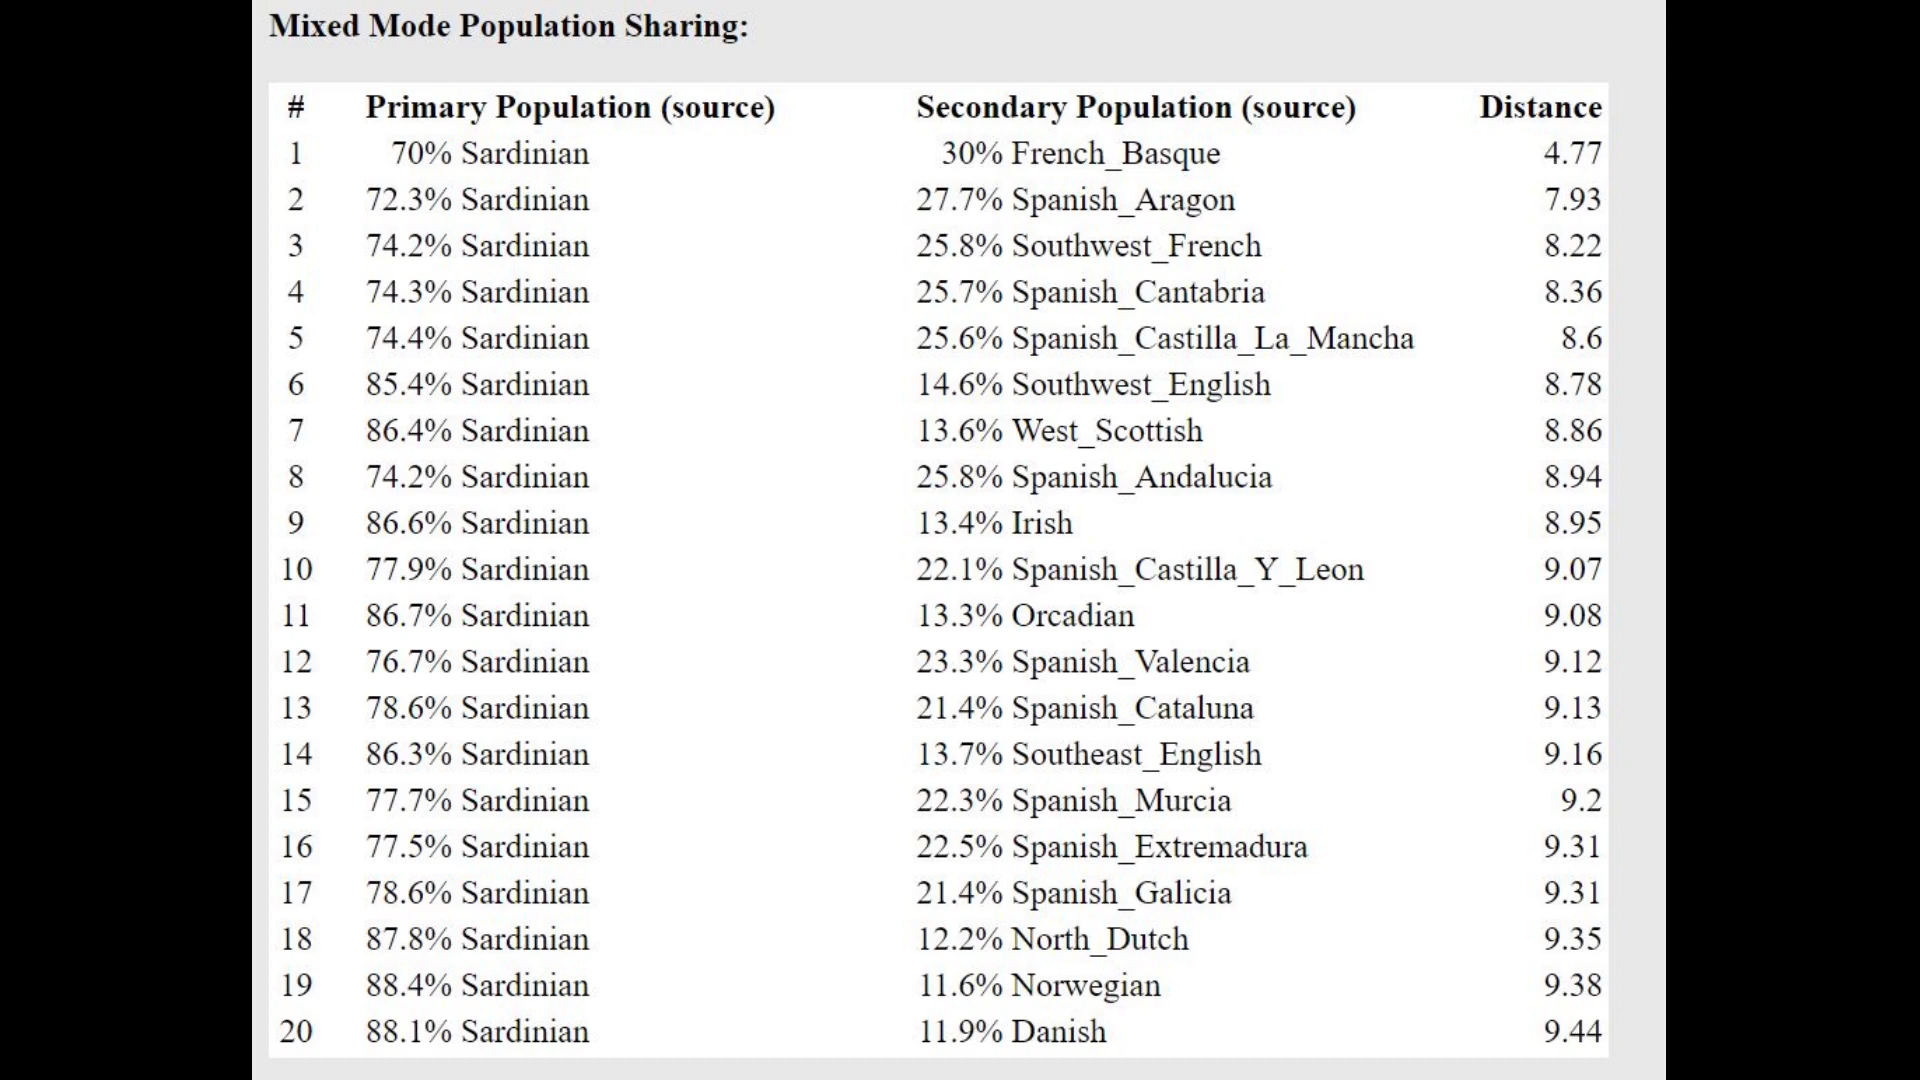 Mixed Mode Population Sharing:
# Primary Population (source) Secondary Population (source) Distance
1 70% Sardinian 30% French_Basque 4.77
2 72.3% Sardinian 27.7% Spanish_Aragon 7.93
3 74.2% Sardinian 25.8% Southwest_French 8.22
4 74.3% Sardinian 25.7% Spanish_Cantabria 8.36
5 74.4% Sardinian 25.6% Spanish_Castilla_La_Mancha 8.6
6 85.4% Sardinian 14.6% Southwest_English 8.78
7 86.4% Sardinian 13.6% West_Scottish 8.86
8 74.2% Sardinian 25.8% Spanish_Andalucia 8.94
9 86.6% Sardinian 13.4% Irish 8.95
10 77.9% Sardinian 22.1% Spanish_Castilla_Y_Leon 9.07
11 86.7% Sardinian 13.3% Orcadian 9.08
12 76.7% Sardinian 23.3% Spanish_Valencia 9.12
13 78.6% Sardinian 21.4% Spanish_Cataluna 9.13
14 86.3% Sardinian 13.7% Southeast_English 9.16
15 77.7% Sardinian 22.3% Spanish_Murcia 9.2
16 77.5% Sardinian 22.5% Spanish_Extremadura 9.31
17 78.6% Sardinian 21.4% Spanish_Galicia 9.31
18 87.8% Sardinian 12.2% North_Dutch 9.35
19 88.4% Sardinian 11.6% Norwegian 9.38
20 88.1% Sardinian 11.9% Danish 9.44